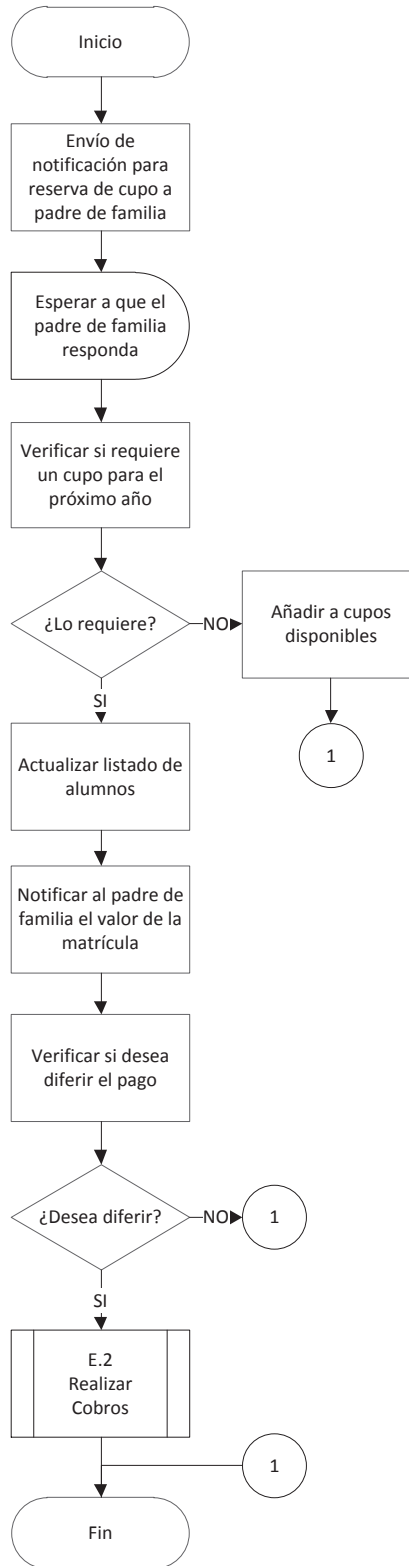 Inicio
Envío de
notificación para
reserva de cupo a
padre de familia
Esperar a que el
padre de familia
responda
Verificar si requiere
un cupo para el
próximo año
¿Lo requiere?
NO
Añadir a cupos
disponibles
SI
1
Actualizar listado de
alumnos
Notificar al padre de
familia el valor de la
matrícula
Verificar si desea
diferir el pago
¿Desea diferir?
NO
1
SI
E.2
Realizar
Cobros
1
Fin